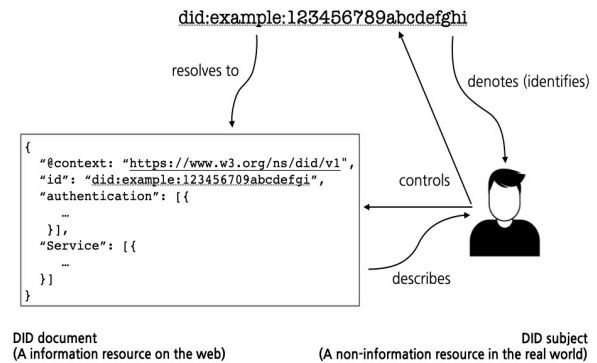 did:example:123456789abcdefghi
resolves to
denotes (identifies)
{
“@context: “https://www.w3.org/ns/did/v1",
“id”: “did:example:123456709abcdefgi”,
“authentication”: [{
…
}],
“Service”: [{
…
}]
}
controls
describes
DID document
(A information resource on the web)
DID subject
(A non-information resource in the real world)